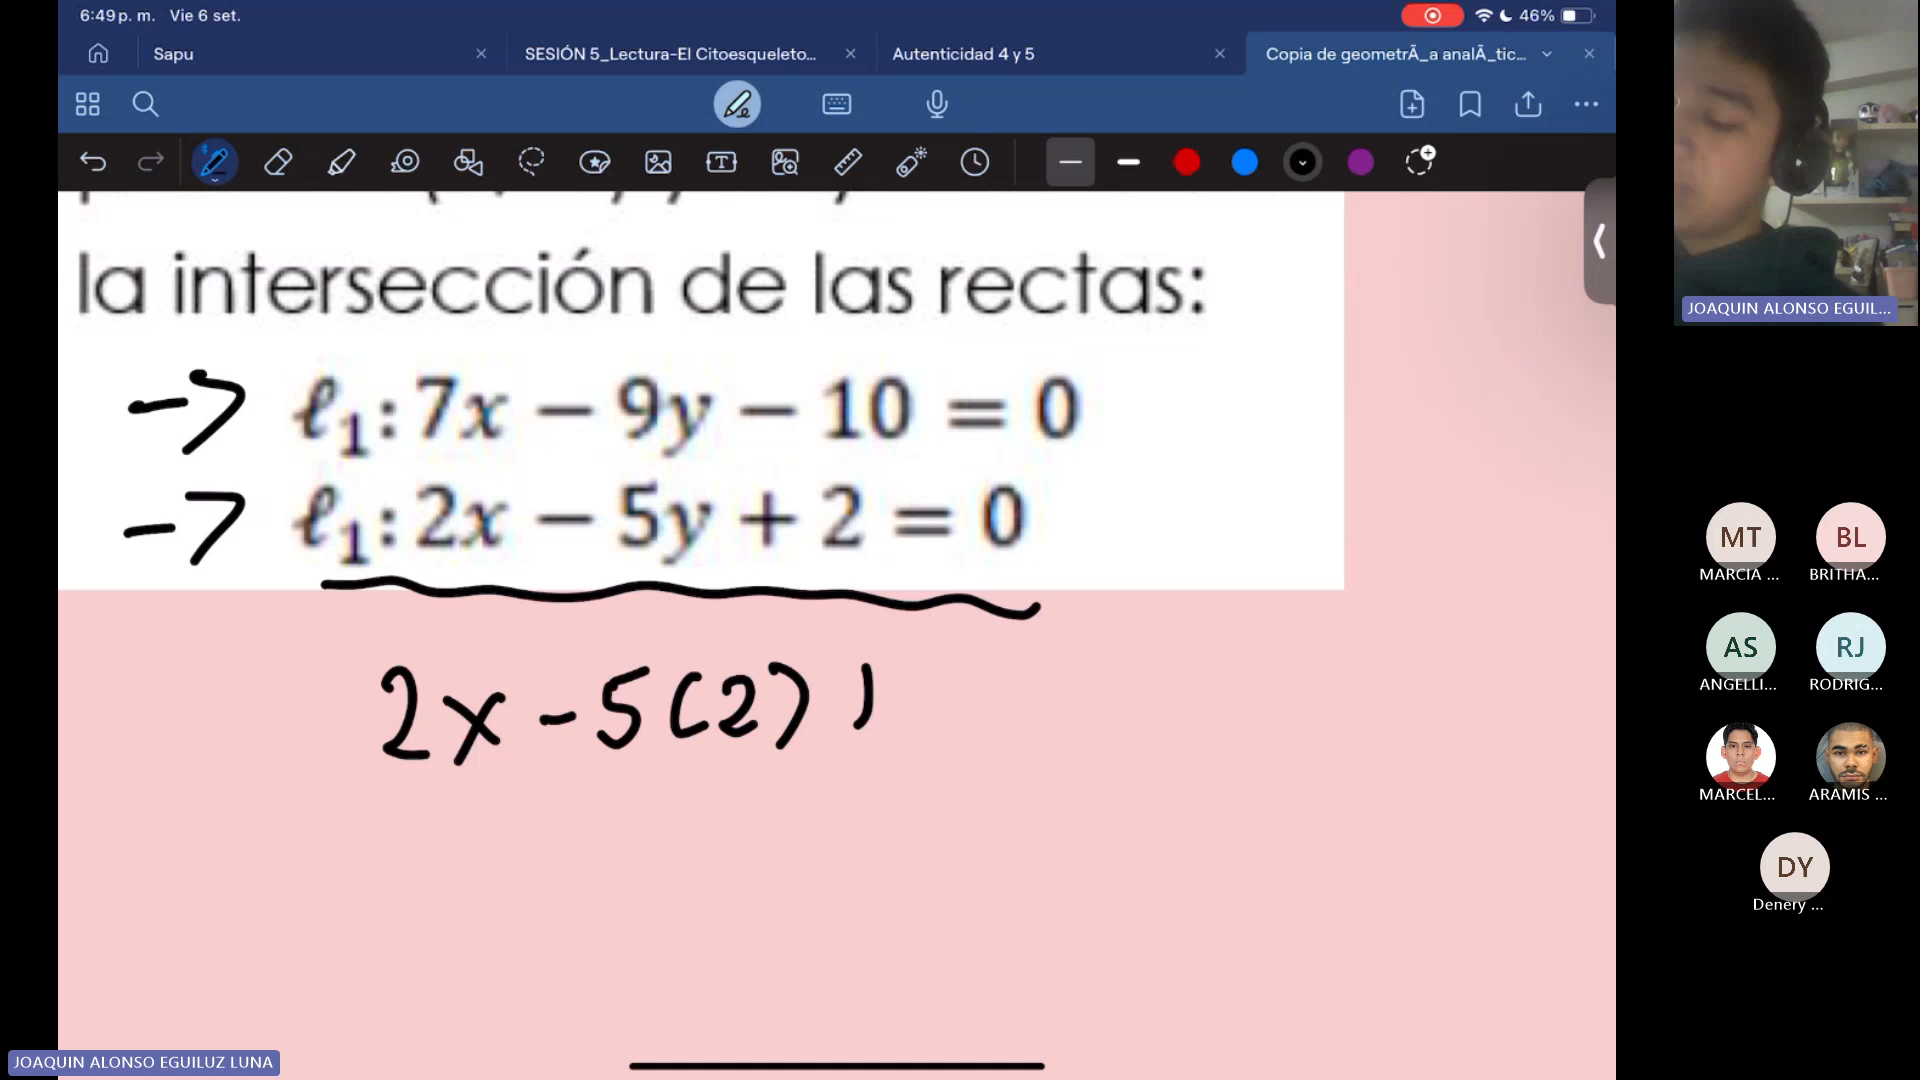 6:49 p. m. Vie 6 set.
46%
Sapu
SESIÓN 5_Lectura-El Citoesqueleto...
Autenticidad 4 y 5
Copia de geometrÃ_a analÃ_tic...
la intersección de las rectas:
-> ℓ₁: 7x − 9y − 10 = 0
-> ℓ₁: 2x − 5y + 2 = 0
2x - 5(2)
JOAQUIN ALONSO EGUIL...
MT
MARCIA ...
BL
BRITHA...
AS
ANGELLI...
RJ
RODRIG...
MARCEL...
ARAMIS ...
DY
Denery ...
JOAQUIN ALONSO EGUILUZ LUNA